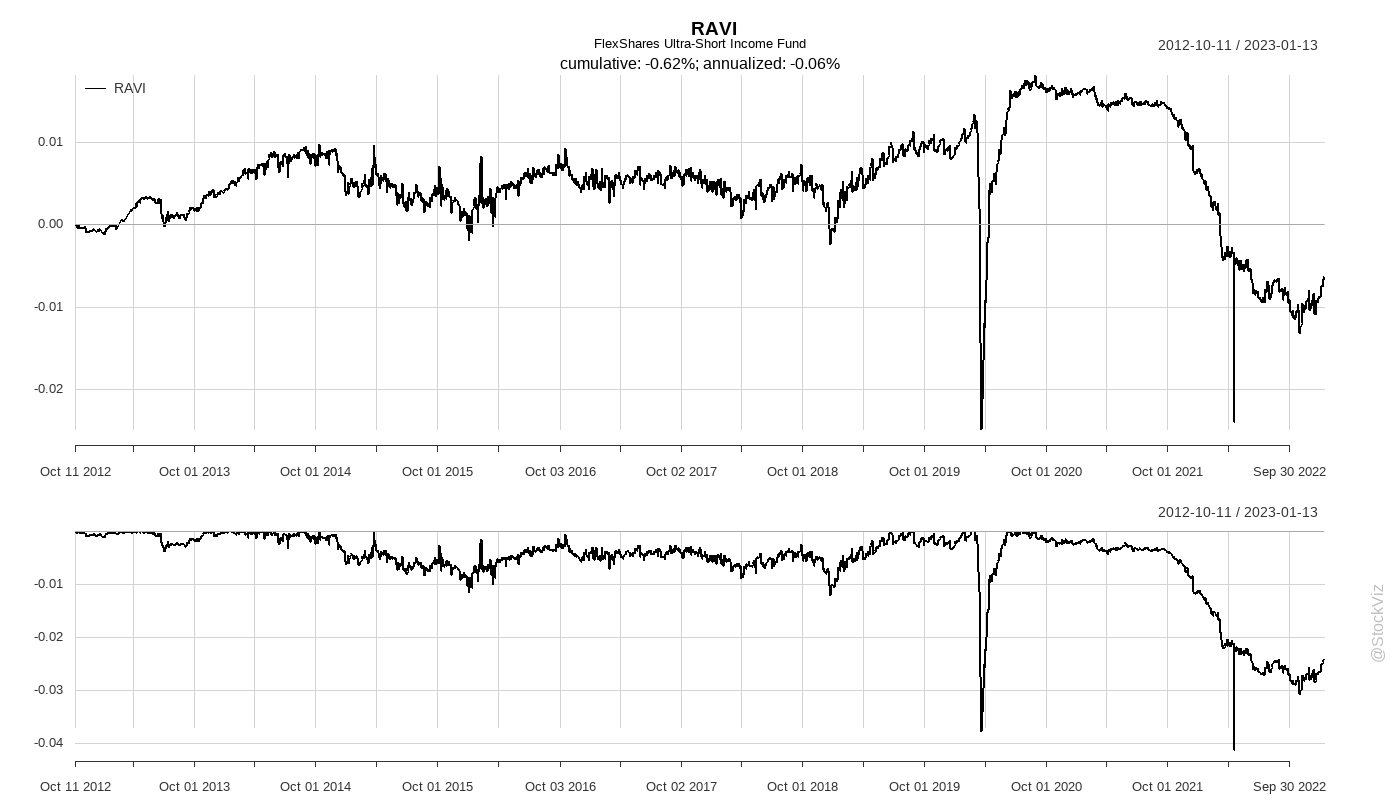 RAVI
FlexShares Ultra-Short Income Fund
2012-10-11 / 2023-01-13
cumulative: -0.62%; annualized: -0.06%
RAVI
0.01
0.00
-0.01
-0.02
Oct 11 2012 Oct 01 2013 Oct 01 2014 Oct 01 2015 Oct 03 2016 Oct 02 2017 Oct 01 2018 Oct 01 2019 Oct 01 2020 Oct 01 2021 Sep 30 2022
2012-10-11 / 2023-01-13
-0.01
-0.02
-0.03
-0.04
Oct 11 2012 Oct 01 2013 Oct 01 2014 Oct 01 2015 Oct 03 2016 Oct 02 2017 Oct 01 2018 Oct 01 2019 Oct 01 2020 Oct 01 2021 Sep 30 2022
@StockViz